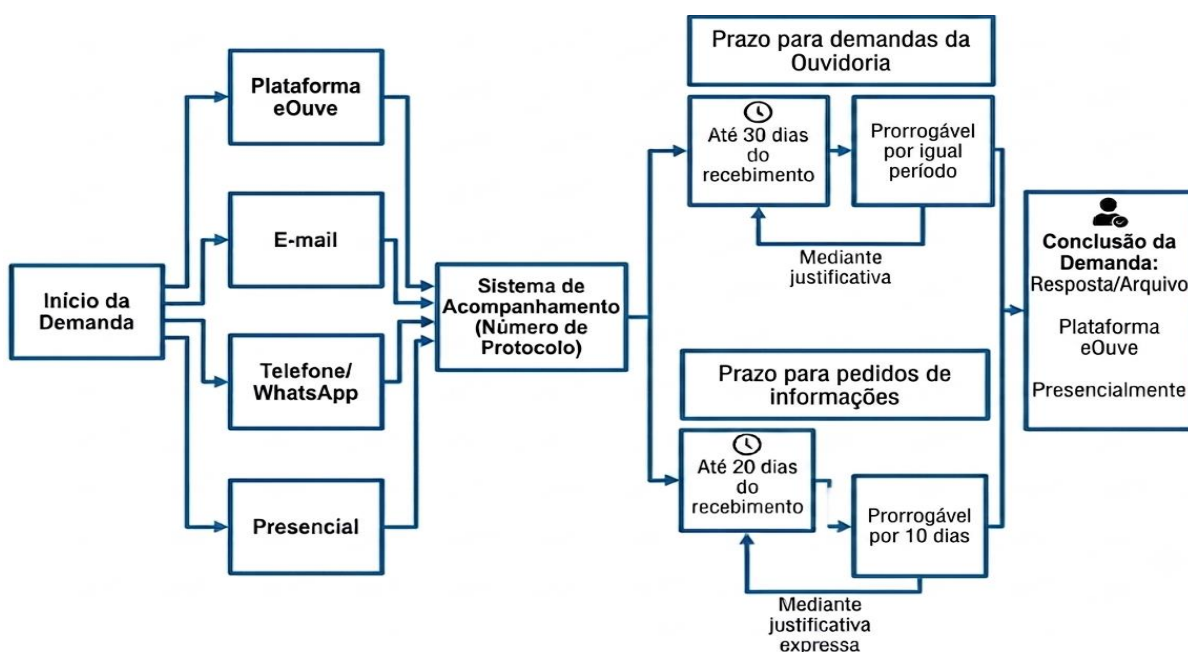 Início da
Demanda
Plataforma
eOuve
E-mail
Telefone/
WhatsApp
Presencial
Sistema de
Acompanhamento
(Número de
Protocolo)
Prazo para demandas da
Ouvidoria
Até 30 dias
do
recebimento
Prorrogável
por igual
período
Mediante
justificativa
Prazo para pedidos de
informações
Até 20 dias
do
recebimento
Prorrogável
por 10 dias
Mediante
justificativa
expressa
Conclusão da
Demanda:
Resposta/Arquivo
Plataforma
eOuve
Presencialmente